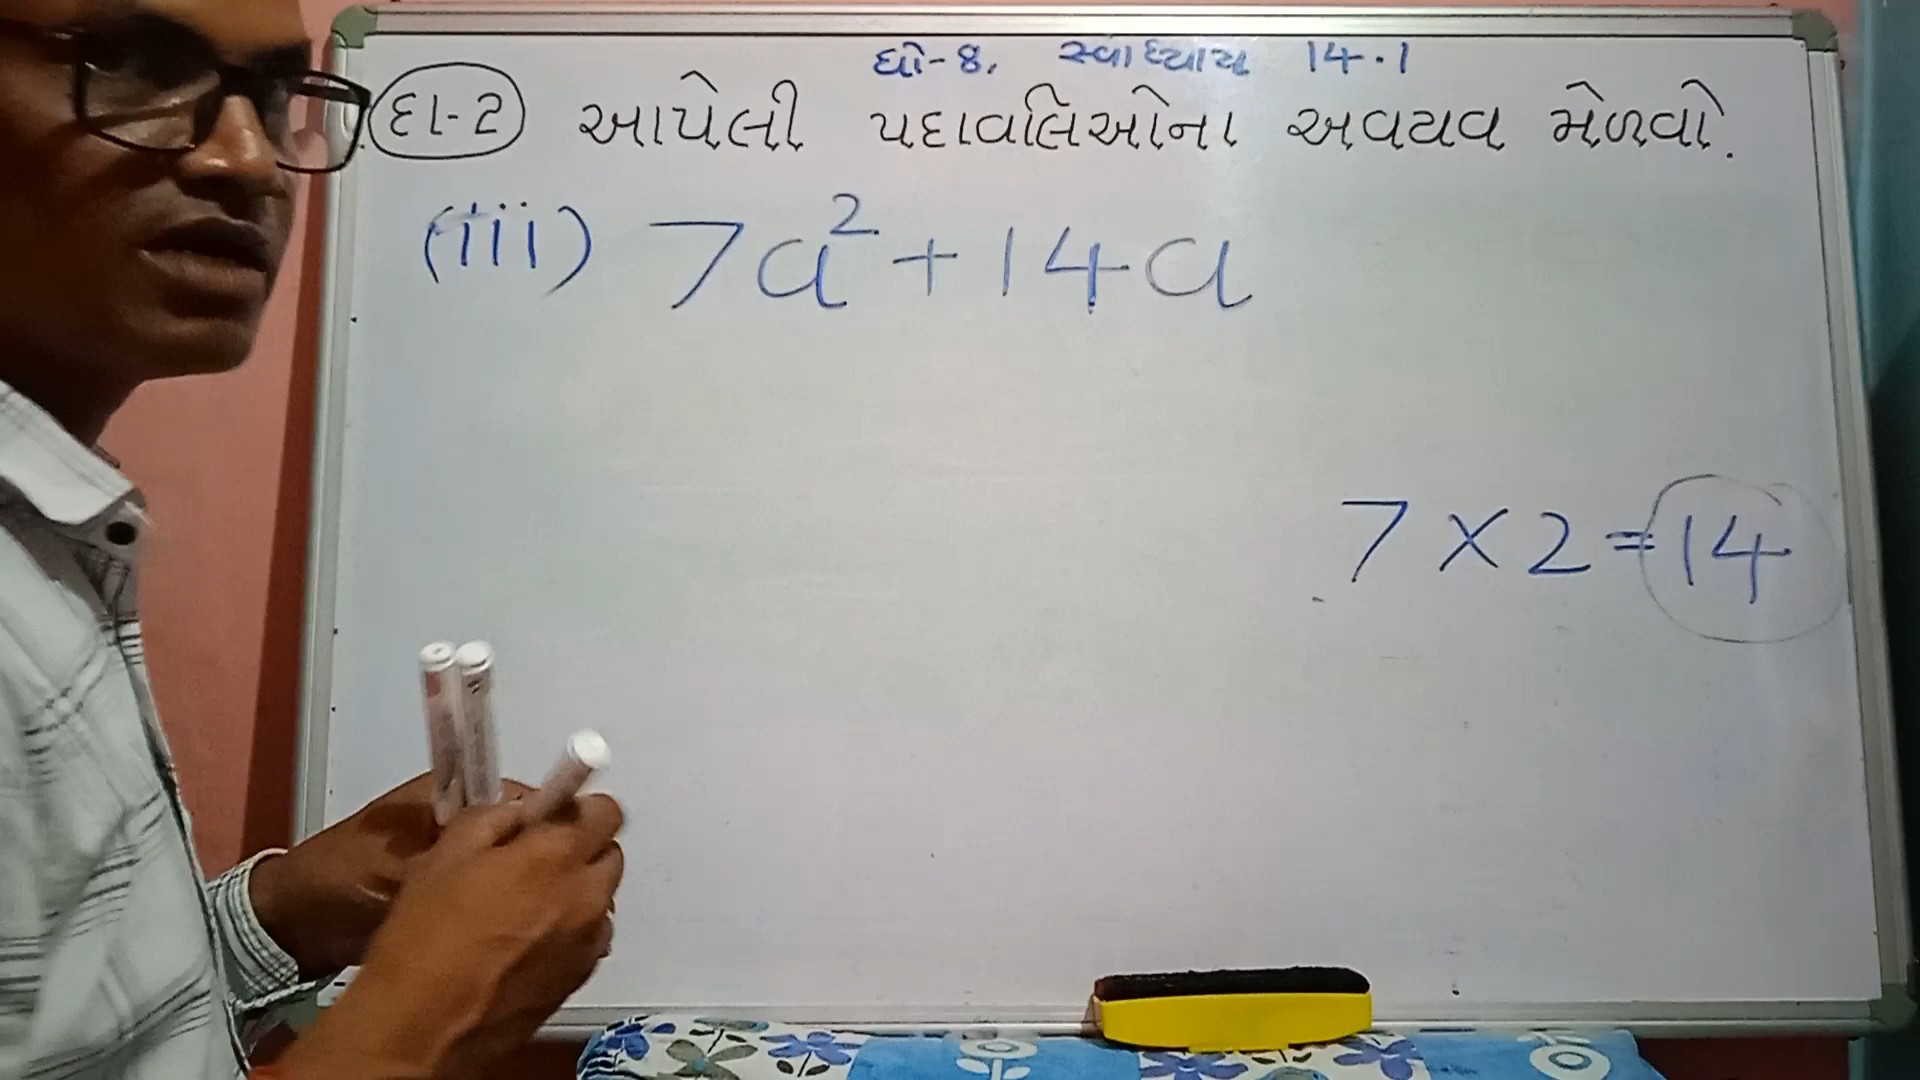 ધો-8, સ્વાધ્યાય 14.1
દા-2 આપેલી પદાવલિઓના અવયવ મેળવો.
(iii) 7a²+14a
7 × 2 = 14